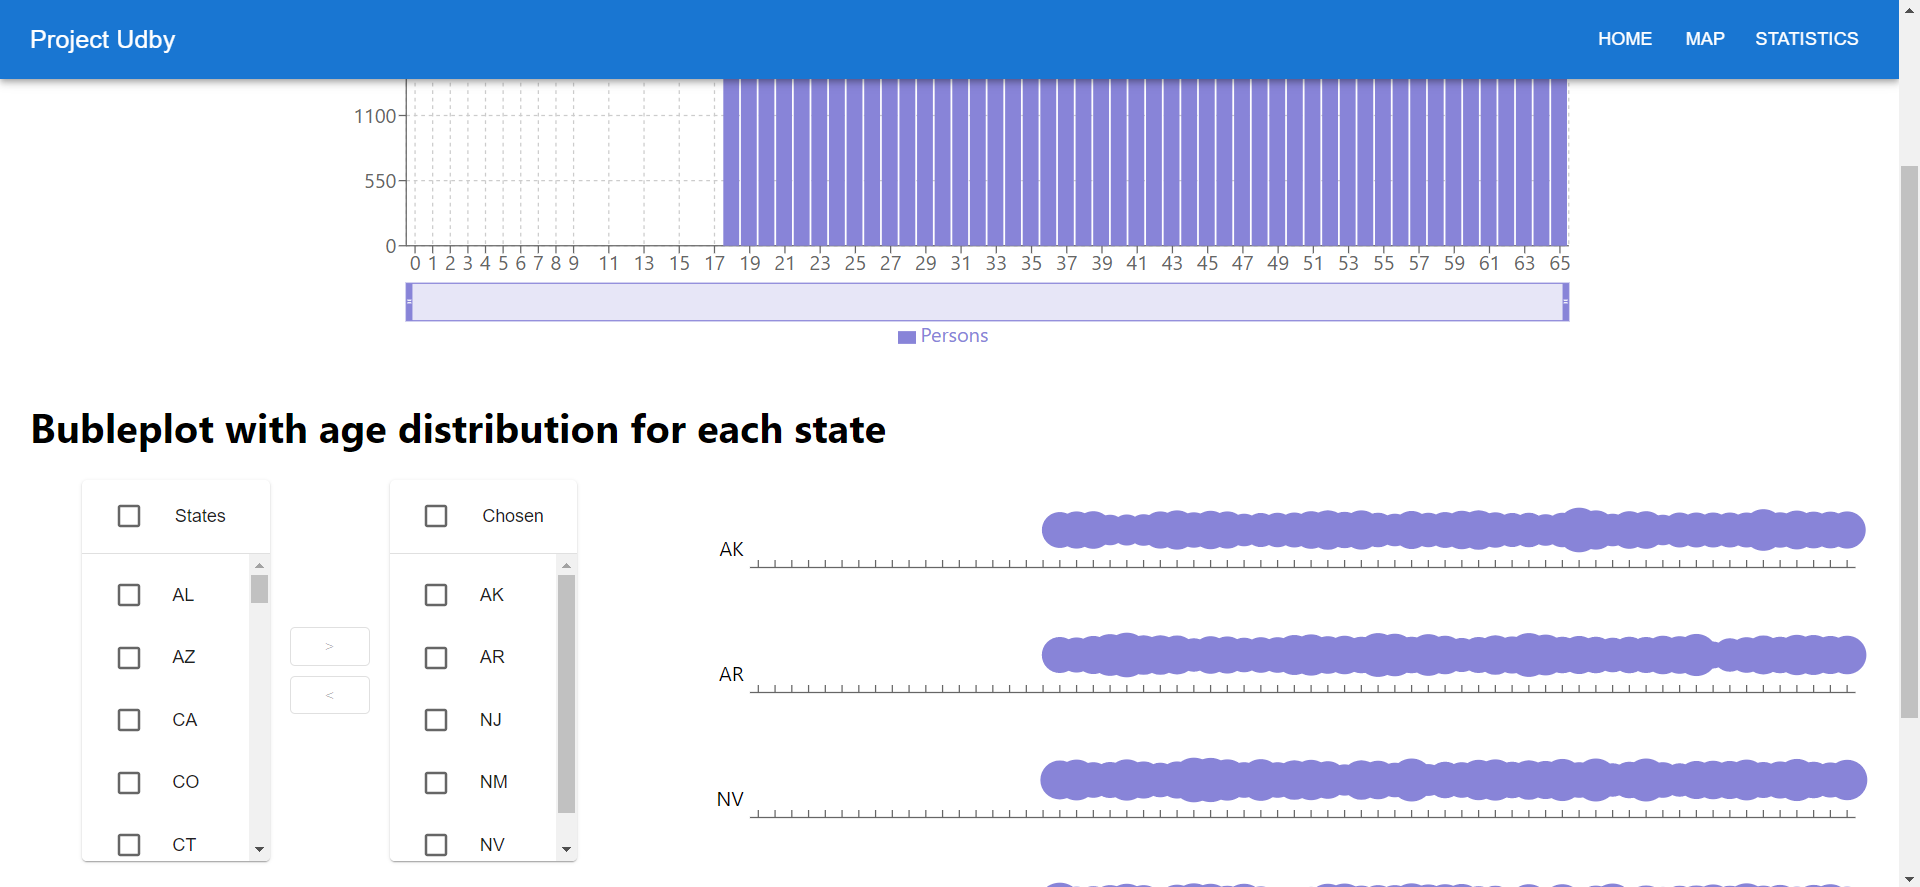 Project Udby
HOME MAP STATISTICS
1100
550
0
0 1 2 3 4 5 6 7 8 9 11 13 15 17 19 21 23 25 27 29 31 33 35 37 39 41 43 45 47 49 51 53 55 57 59 61 63 65
Persons
Bubleplot with age distribution for each state
States
AL
AZ
CA
CO
CT
>
<
Chosen
AK
AR
NJ
NM
NV
AK
AR
NV